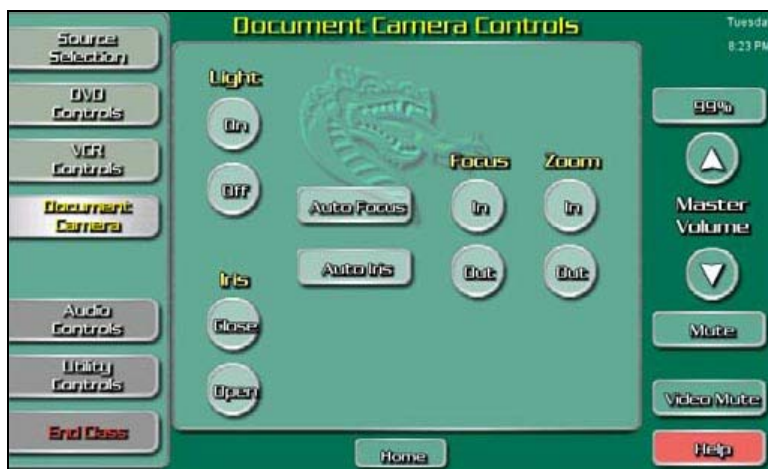 Document Camera Controls
Tuesda
8:23 PM
Source
Selection
DVD
Controls
VCR
Controls
Document
Camera
Audio
Controls
Utility
Controls
End Class
Light
On
Off
Iris
Close
Open
Auto Focus
Auto Iris
Focus
In
Out
Zoom
In
Out
Home
99%
Master
Volume
Mute
Video Mute
Help